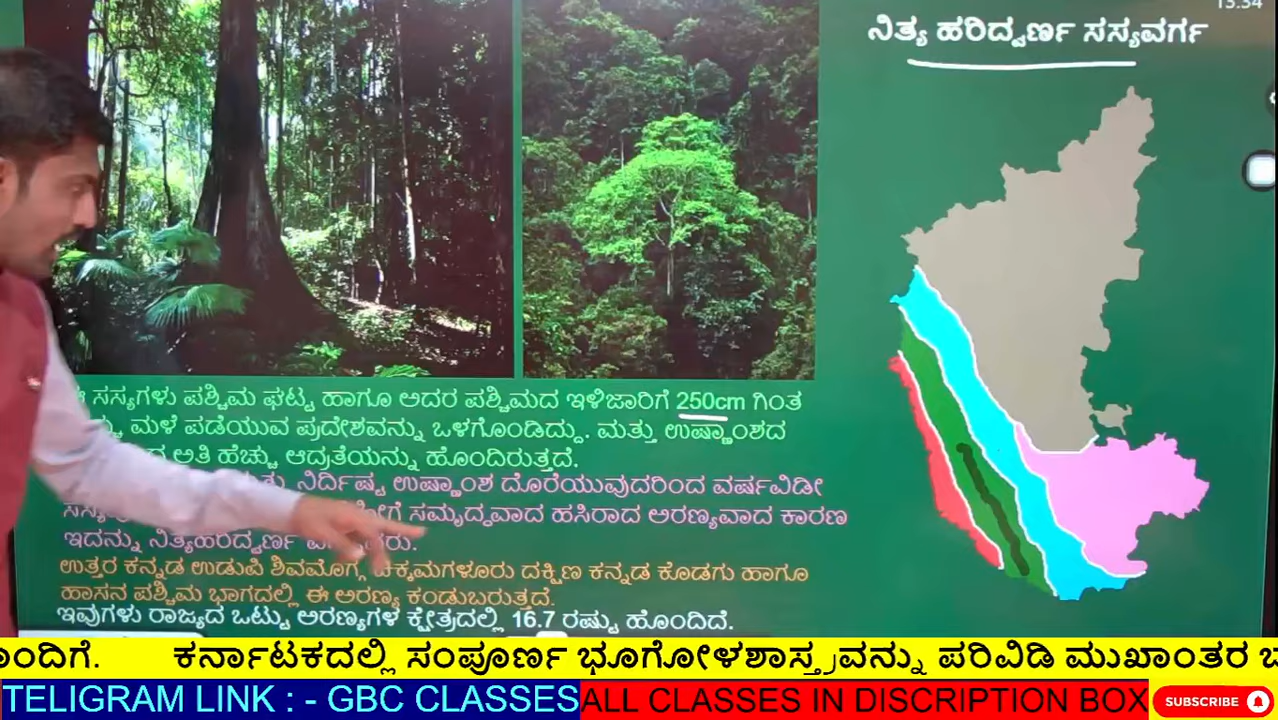 13:34
ನಿತ್ಯ ಹರಿದ್ವರ್ಣ ಸಸ್ಯವರ್ಗ
ಸಸ್ಯಗಳು ಪಶ್ಚಿಮ ಘಟ್ಟ ಹಾಗೂ ಅದರ ಪಶ್ಚಿಮದ ಇಳಿಜಾರಿಗೆ 250cm ಗಿಂತ
ಮಳೆ ಪಡೆಯುವ ಪ್ರದೇಶವನ್ನು ಒಳಗೊಂಡಿದ್ದು. ಮತ್ತು ಉಷ್ಣಾಂಶದ
ಅತಿ ಹೆಚ್ಚು ಆದ್ರತೆಯನ್ನು ಹೊಂದಿರುತ್ತದೆ.
ನಿರ್ದಿಷ್ಟ ಉಷ್ಣಾಂಶ ದೊರೆಯುವುದರಿಂದ ವರ್ಷವಿಡೀ
ಸಮೃದ್ಧವಾದ ಹಸಿರಾದ ಅರಣ್ಯವಾದ ಕಾರಣ
ಇದನ್ನು ನಿತ್ಯಹರಿದ್ವರ್ಣ
ಉತ್ತರ ಕನ್ನಡ ಉಡುಪಿ ಶಿವಮೊಗ್ಗ ಚಿಕ್ಕಮಗಳೂರು ದಕ್ಷಿಣ ಕನ್ನಡ ಕೊಡಗು ಹಾಗೂ
ಹಾಸನ ಪಶ್ಚಿಮ ಭಾಗದಲ್ಲಿ ಈ ಅರಣ್ಯ ಕಂಡುಬರುತ್ತದೆ.
ಇವುಗಳು ರಾಜ್ಯದ ಒಟ್ಟು ಅರಣ್ಯಗಳ ಕ್ಷೇತ್ರದಲ್ಲಿ 16.7 ರಷ್ಟು ಹೊಂದಿದೆ.
ೊಂದಿಗೆ. ಕರ್ನಾಟಕದಲ್ಲಿ ಸಂಪೂರ್ಣ ಭೂಗೋಳಶಾಸ್ತ್ರವನ್ನು ಪರಿವಿಡಿ ಮುಖಾಂತರ
TELIGRAM LINK : - GBC CLASSES ALL CLASSES IN DISCRIPTION BOX SUBSCRIBE